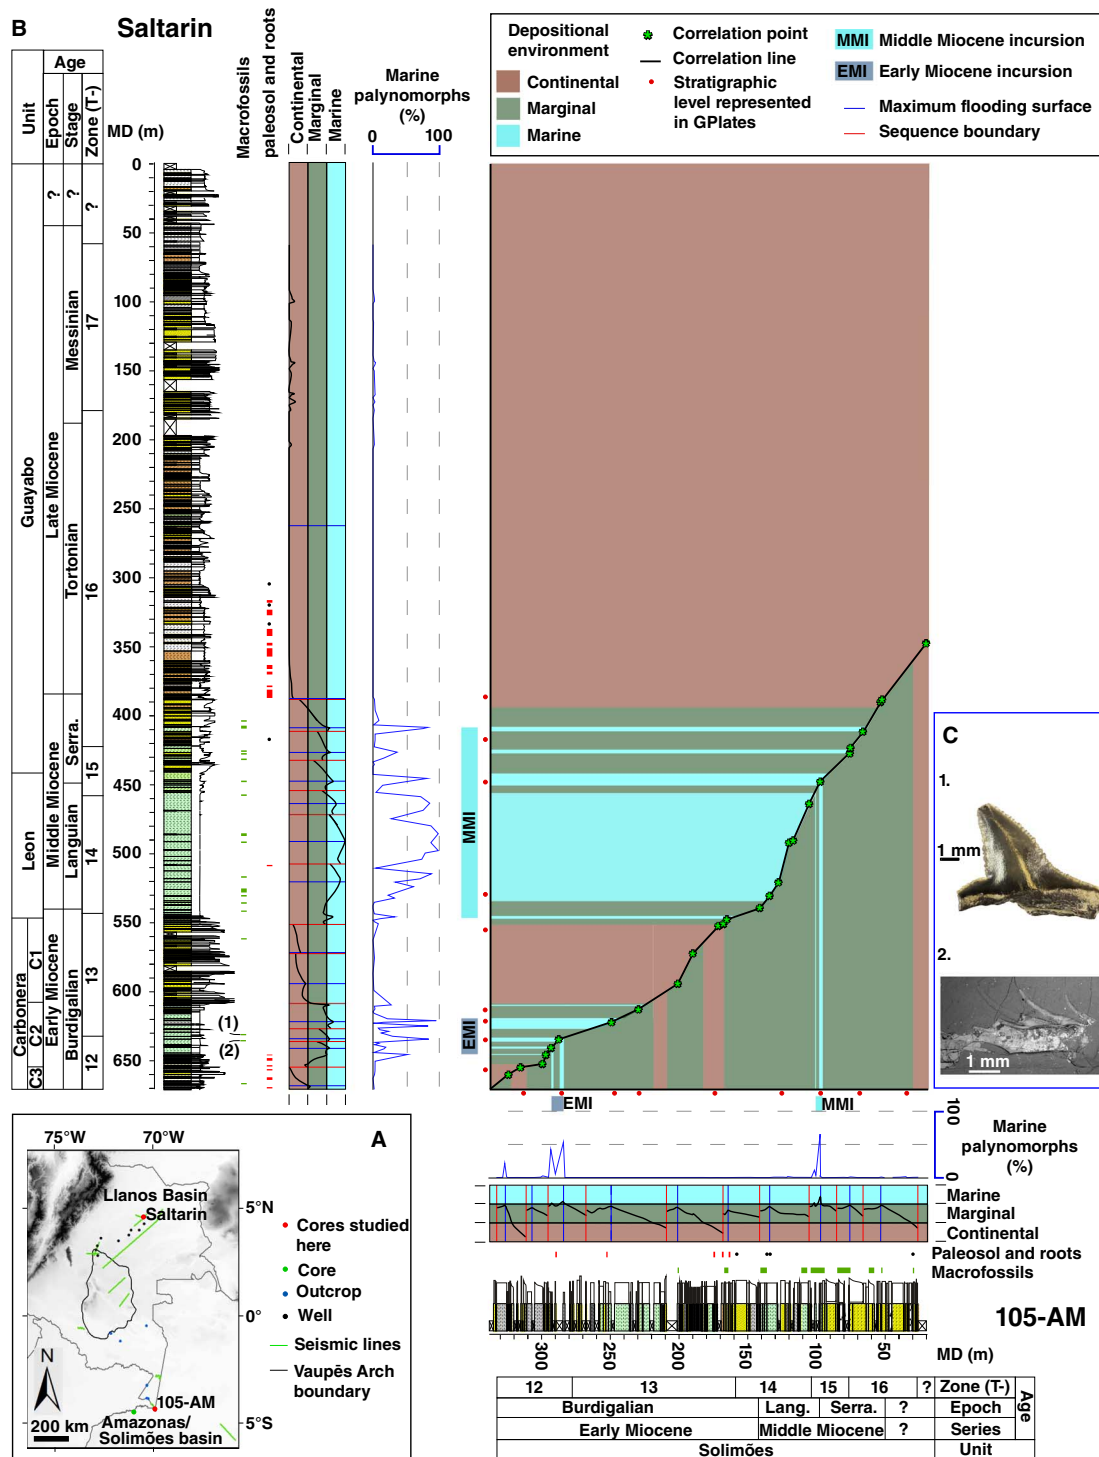 B
Saltarin
Age
Unit
Epoch
Stage
Zone (T-)
MD (m)
Macrofossils
paleosol and roots
Continental
Marginal
Marine
Marine
palynomorphs
(%)
0
100
Depositional
environment
Continental
Marginal
Marine
Correlation point
Correlation line
Stratigraphic
level represented
in GPlates
MMI
Middle Miocene incursion
EMI
Early Miocene incursion
Maximum flooding surface
Sequence boundary
0
50
100
150
200
250
300
350
400
450
500
550
600
650
Guayabo
Leon
Carbonera
C1
C2
C3
?
Late Miocene
Middle Miocene
Early Miocene
?
Messinian
Tortonian
Serra.
Languian
Burdigalian
?
17
16
15
14
13
12
(1)
(2)
MMI
EMI
EMI
MMI
C
1.
1 mm
2.
1 mm
100
0
Marine
palynomorphs
(%)
Marine
Marginal
Continental
Paleosol and roots
Macrofossils
105-AM
300
250
200
150
100
50
MD (m)
12
13
14
15
16
?
Zone (T-)
Burdigalian
Lang.
Serra.
?
Epoch
Early Miocene
Middle Miocene
?
Series
Solimões
Unit
Age
75°W
70°W
A
Llanos Basin
Saltarin
5°N
0°
5°S
N
200 km
105-AM
Amazonas/
Solimões basin
Cores studied
here
Core
Outcrop
Well
Seismic lines
Vaupēs Arch
boundary